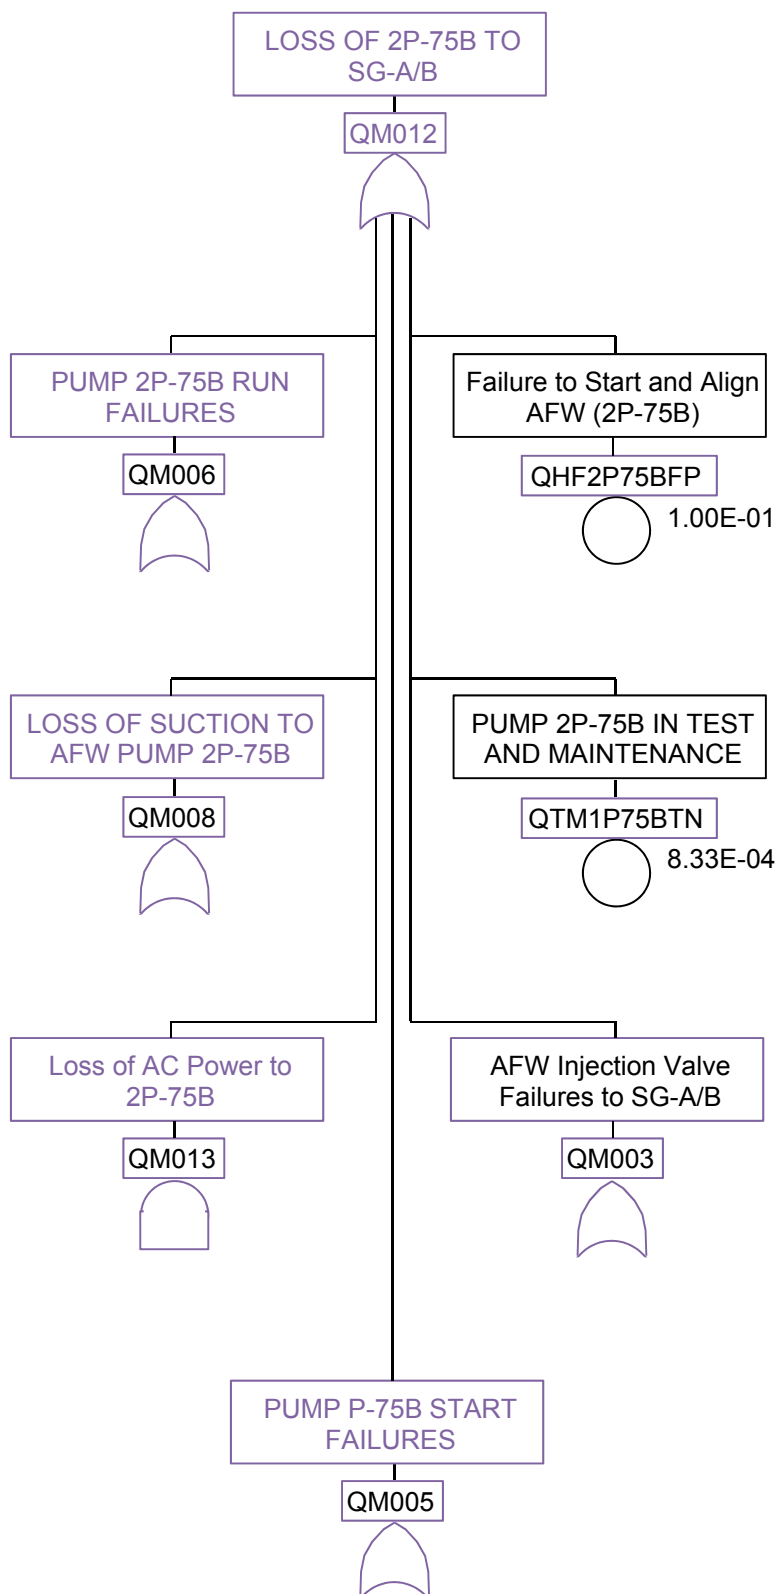 LOSS OF 2P-75B TO
SG-A/B
QM012
PUMP 2P-75B RUN
FAILURES
QM006
Failure to Start and Align
AFW (2P-75B)
QHF2P75BFP
1.00E-01
LOSS OF SUCTION TO
AFW PUMP 2P-75B
QM008
PUMP 2P-75B IN TEST
AND MAINTENANCE
QTM1P75BTN
8.33E-04
Loss of AC Power to
2P-75B
QM013
AFW Injection Valve
Failures to SG-A/B
QM003
PUMP P-75B START
FAILURES
QM005